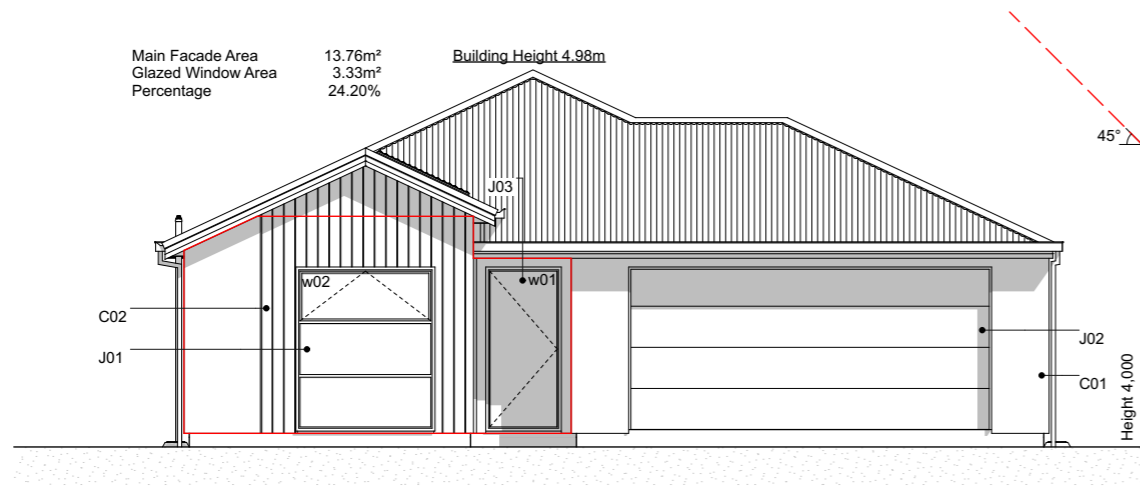 Main Facade Area 13.76m²
Glazed Window Area 3.33m²
Percentage 24.20%
Building Height 4.98m
45°
J03
w02
w01
C02
J01
J02
C01
Height 4,000